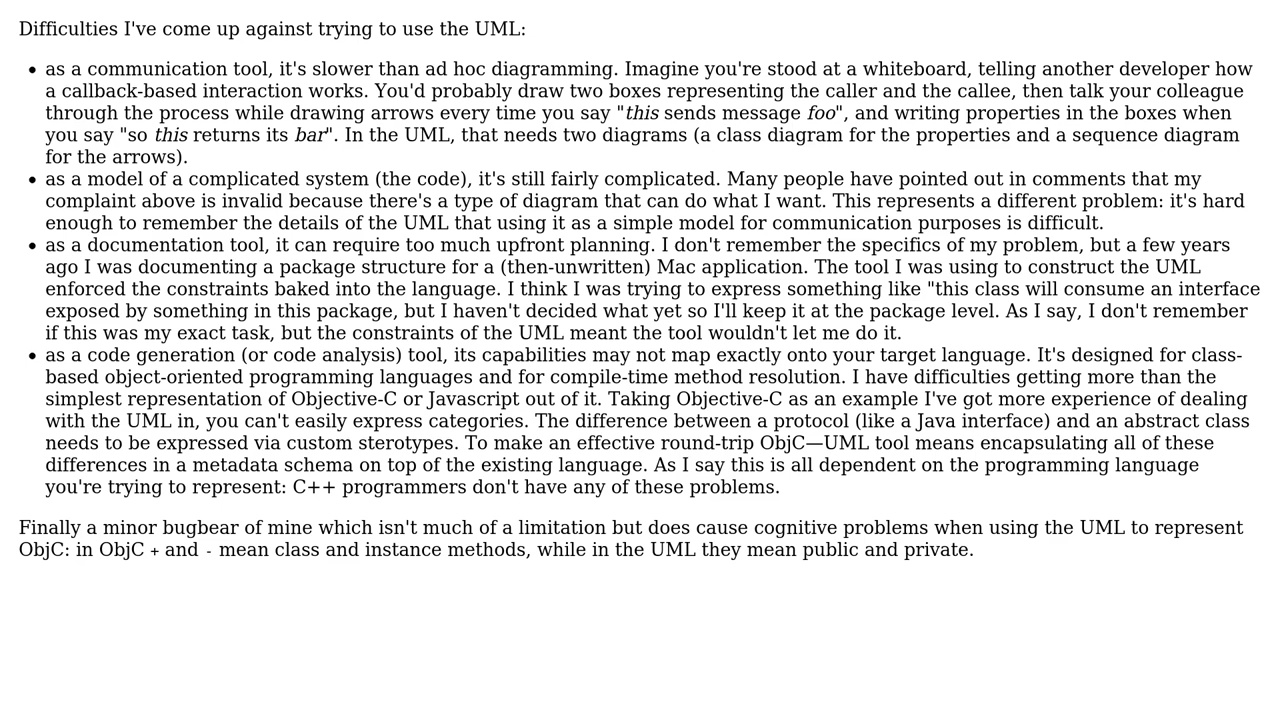 Difficulties I've come up against trying to use the UML:
• as a communication tool, it's slower than ad hoc diagramming. Imagine you're stood at a whiteboard, telling another developer how
a callback-based interaction works. You'd probably draw two boxes representing the caller and the callee, then talk your colleague
through the process while drawing arrows every time you say "this sends message foo", and writing properties in the boxes when
you say "so this returns its bar". In the UML, that needs two diagrams (a class diagram for the properties and a sequence diagram
for the arrows).
• as a model of a complicated system (the code), it's still fairly complicated. Many people have pointed out in comments that my
complaint above is invalid because there's a type of diagram that can do what I want. This represents a different problem: it's hard
enough to remember the details of the UML that using it as a simple model for communication purposes is difficult.
• as a documentation tool, it can require too much upfront planning. I don't remember the specifics of my problem, but a few years
ago I was documenting a package structure for a (then-unwritten) Mac application. The tool I was using to construct the UML
enforced the constraints baked into the language. I think I was trying to express something like "this class will consume an interface
exposed by something in this package, but I haven't decided what yet so I'll keep it at the package level. As I say, I don't remember
if this was my exact task, but the constraints of the UML meant the tool wouldn't let me do it.
• as a code generation (or code analysis) tool, its capabilities may not map exactly onto your target language. It's designed for class-
based object-oriented programming languages and for compile-time method resolution. I have difficulties getting more than the
simplest representation of Objective-C or Javascript out of it. Taking Objective-C as an example I've got more experience of dealing
with the UML in, you can't easily express categories. The difference between a protocol (like a Java interface) and an abstract class
needs to be expressed via custom sterotypes. To make an effective round-trip ObjC—UML tool means encapsulating all of these
differences in a metadata schema on top of the existing language. As I say this is all dependent on the programming language
you're trying to represent: C++ programmers don't have any of these problems.
Finally a minor bugbear of mine which isn't much of a limitation but does cause cognitive problems when using the UML to represent
ObjC: in ObjC + and - mean class and instance methods, while in the UML they mean public and private.